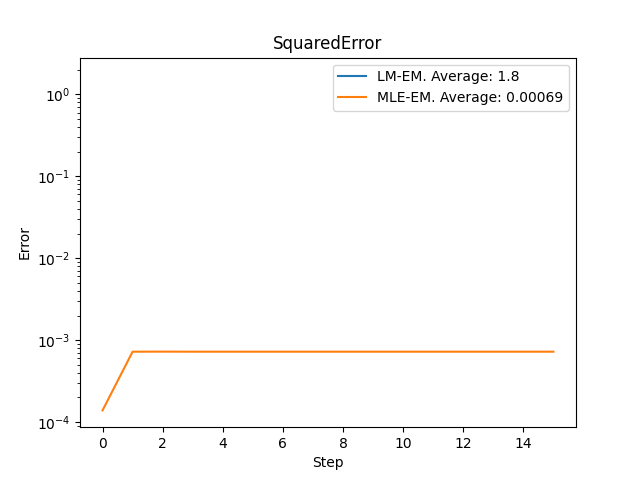 SquaredError
LM-EM. Average: 1.8
MLE-EM. Average: 0.00069
Error
10⁰
10⁻¹
10⁻²
10⁻³
10⁻⁴
0 2 4 6 8 10 12 14
Step